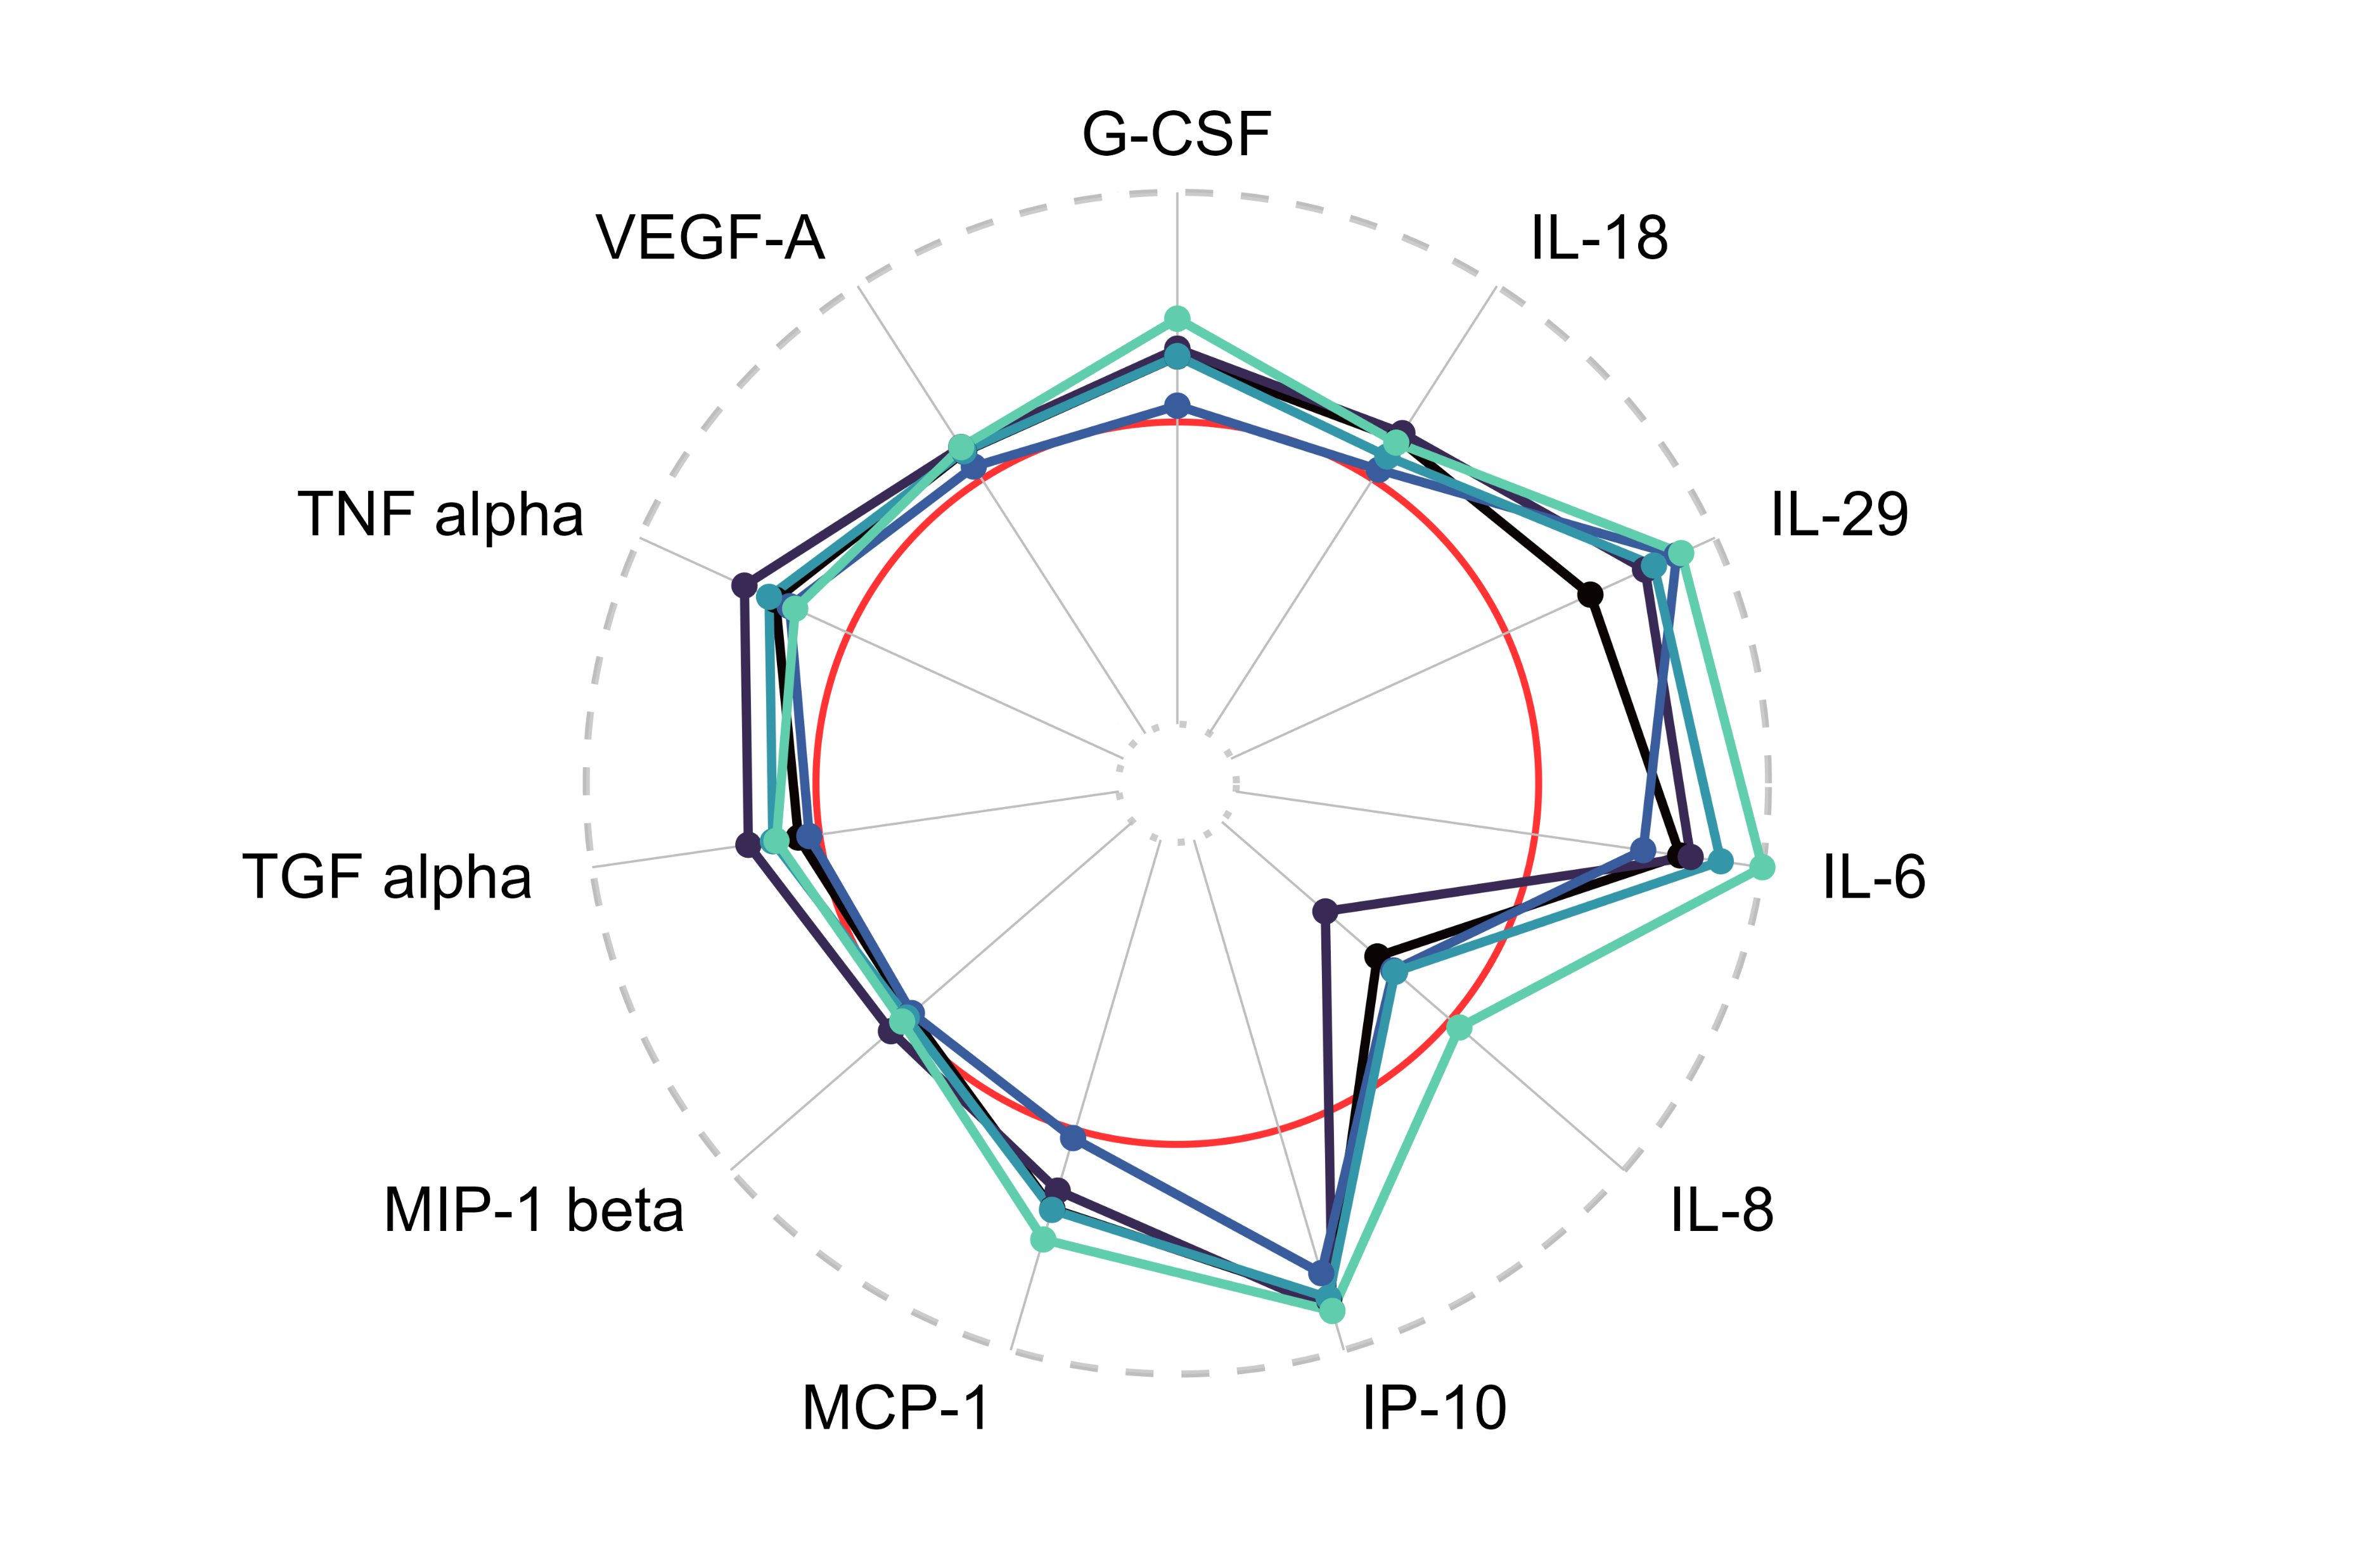 G-CSF
VEGF-A
IL-18
TNF alpha
IL-29
TGF alpha
IL-6
MIP-1 beta
IL-8
MCP-1
IP-10